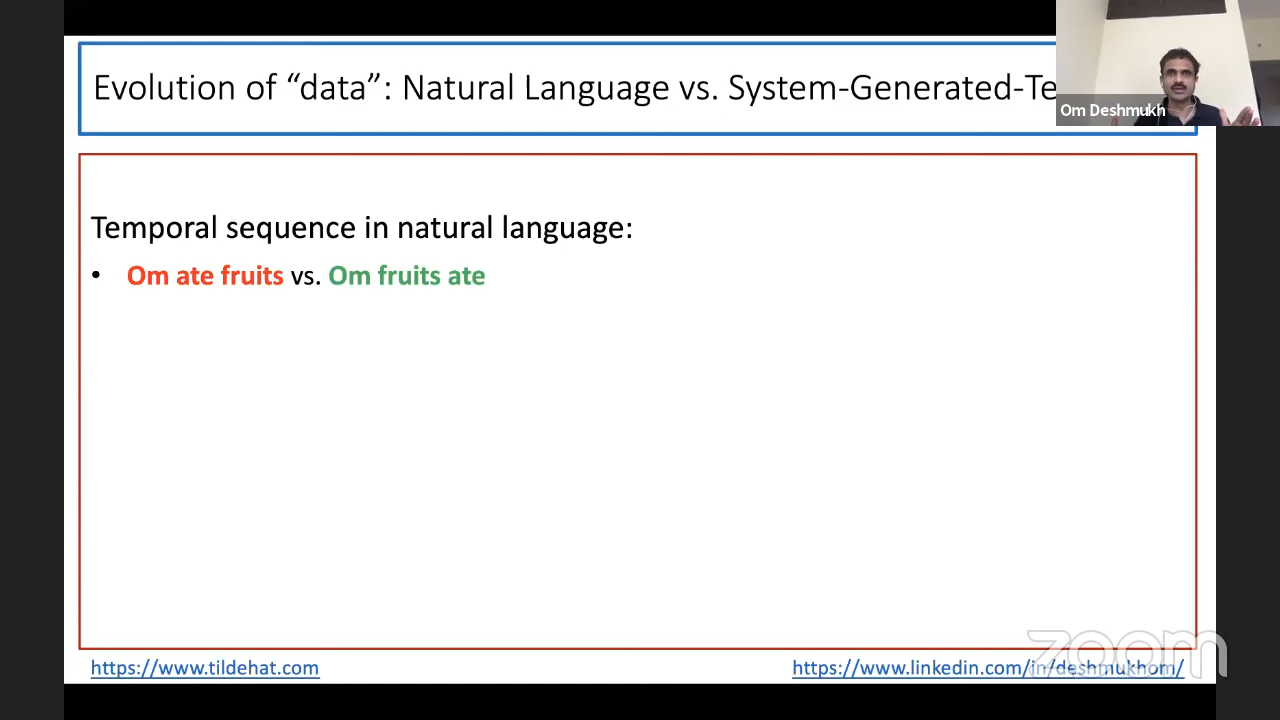 Evolution of “data”: Natural Language vs. System-Generated-Te
Om Deshmukh
Temporal sequence in natural language:
• Om ate fruits vs. Om fruits ate
https://www.tildehat.com
https://www.linkedin.com/in/deshmukhom/
zoom